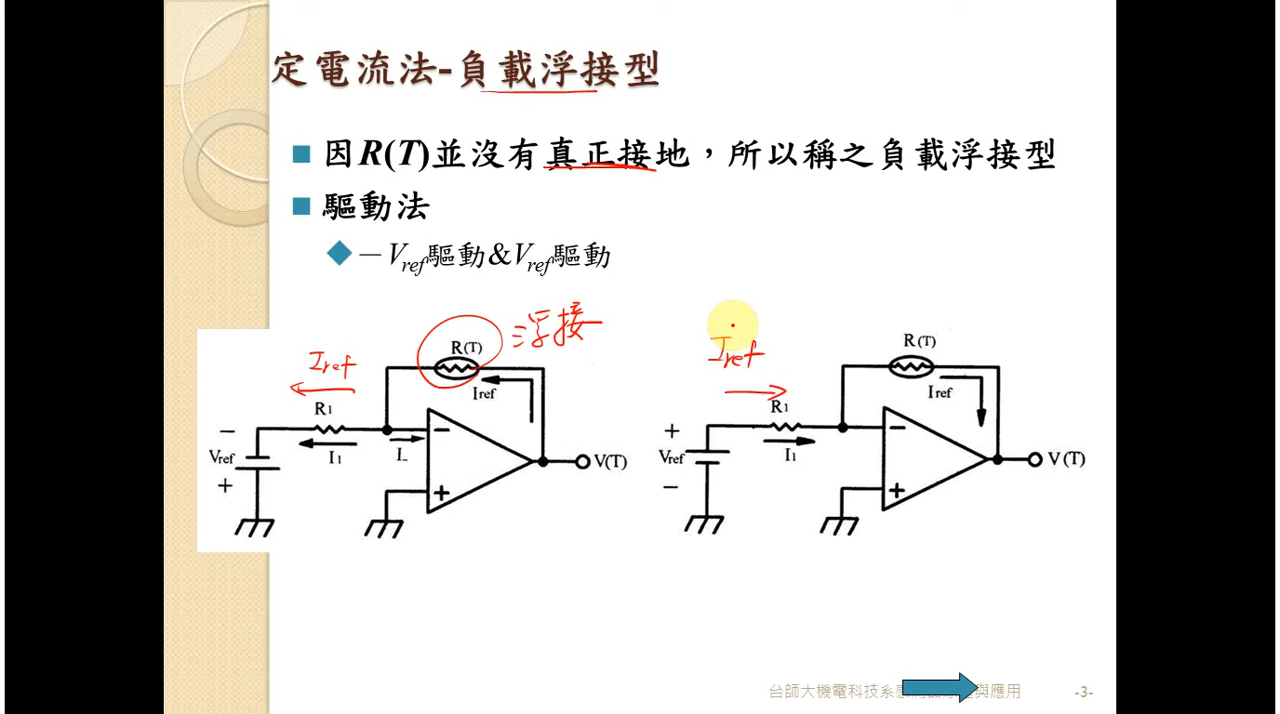 定電流法-負載浮接型
因R(T)並沒有真正接地，所以稱之負載浮接型
驅動法
－Vref驅動&Vref驅動
浮接
R(T)
Iref
Iref
R1
I1
I-
－
Vref
+
－
+
V(T)
Iref
R(T)
Iref
R1
I1
+
Vref
－
－
+
V(T)
台師大機電科技系 與應用
-3-